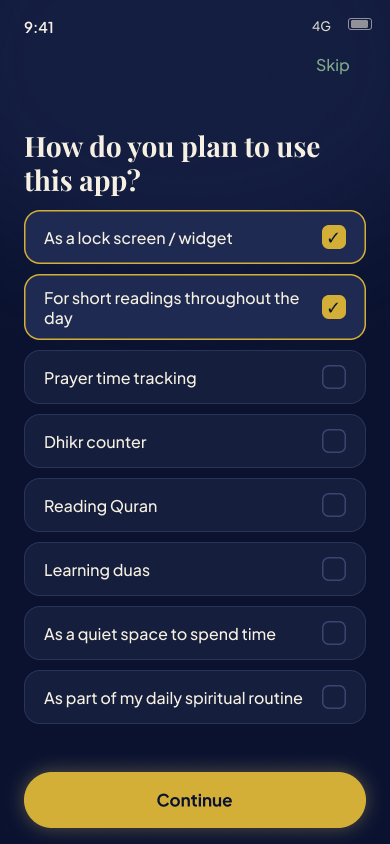 9:41
4G
Skip
How do you plan to use
this app?
As a lock screen / widget
✓
For short readings throughout the
day
✓
Prayer time tracking
Dhikr counter
Reading Quran
Learning duas
As a quiet space to spend time
As part of my daily spiritual routine
Continue